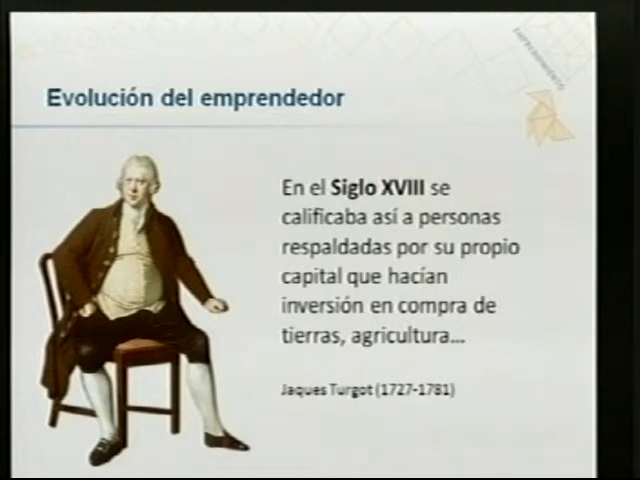 EMPRENDIMIENTO
Evolución del emprendedor
En el Siglo XVIII se
calificaba así a personas
respaldadas por su propio
capital que hacían
inversión en compra de
tierras, agricultura...
Jaques Turgot (1727-1781)